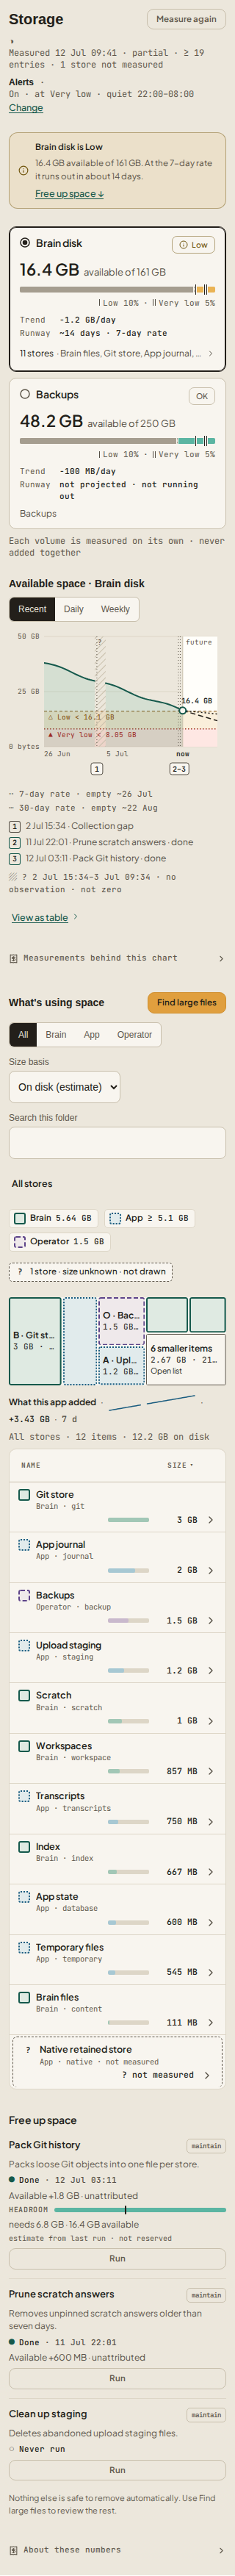 Storage
Measure again
Measured 12 Jul 09:41 · partial · ≥ 19
entries · 1 store not measured
Alerts ·
On · at Very low · quiet 22:00–08:00
Change
Brain disk is Low
16.4 GB available of 161 GB. At the 7-day rate
it runs out in about 14 days.
Free up space ↓
Brain disk
Low
16.4 GB available of 161 GB
Low 10% · Very low 5%
Trend -1.2 GB/day
Runway ~14 days · 7-day rate
11 stores · Brain files, Git store, App journal, …
Backups
OK
48.2 GB available of 250 GB
Low 10% · Very low 5%
Trend -100 MB/day
Runway not projected · not running
out
Backups
Each volume is measured on its own · never
added together
Available space · Brain disk
Recent Daily Weekly
50 GB
?
future
25 GB
16.4 GB
△ Low < 16.1 GB
▲ Very low < 8.05 GB
0 bytes
26 Jun 5 Jul now
1 2–3
7-day rate · empty ~26 Jul
30-day rate · empty ~22 Aug
1 2 Jul 15:34 · Collection gap
2 11 Jul 22:01 · Prune scratch answers · done
3 12 Jul 03:11 · Pack Git history · done
? 2 Jul 15:34–3 Jul 09:34 · no
observation · not zero
View as table
Measurements behind this chart
What's using space
Find large files
All Brain App Operator
Size basis
On disk (estimate)
Search this folder
All stores
Brain 5.64 GB
App ≥ 5.1 GB
Operator 1.5 GB
? 1 store · size unknown · not drawn
B · Git st…
3 GB · …
O · Bac…
1.5 GB…
A · Upl…
1.2 GB…
6 smaller items
2.67 GB · 21…
Open list
What this app added ·
+3.43 GB · 7 d
All stores · 12 items · 12.2 GB on disk
NAME SIZE
Git store
Brain · git
3 GB
App journal
App · journal
2 GB
Backups
Operator · backup
1.5 GB
Upload staging
App · staging
1.2 GB
Scratch
Brain · scratch
1 GB
Workspaces
Brain · workspace
857 MB
Transcripts
App · transcripts
750 MB
Index
Brain · index
667 MB
App state
App · database
600 MB
Temporary files
App · temporary
545 MB
Brain files
Brain · content
111 MB
? Native retained store
App · native · not measured
? not measured
Free up space
Pack Git history
maintain
Packs loose Git objects into one file per store.
Done · 12 Jul 03:11
Available +1.8 GB · unattributed
HEADROOM
needs 6.8 GB · 16.4 GB available
estimate from last run · not reserved
Run
Prune scratch answers
maintain
Removes unpinned scratch answers older than
seven days.
Done · 11 Jul 22:01
Available +600 MB · unattributed
Run
Clean up staging
maintain
Deletes abandoned upload staging files.
Never run
Run
Nothing else is safe to remove automatically. Use Find
large files to review the rest.
About these numbers